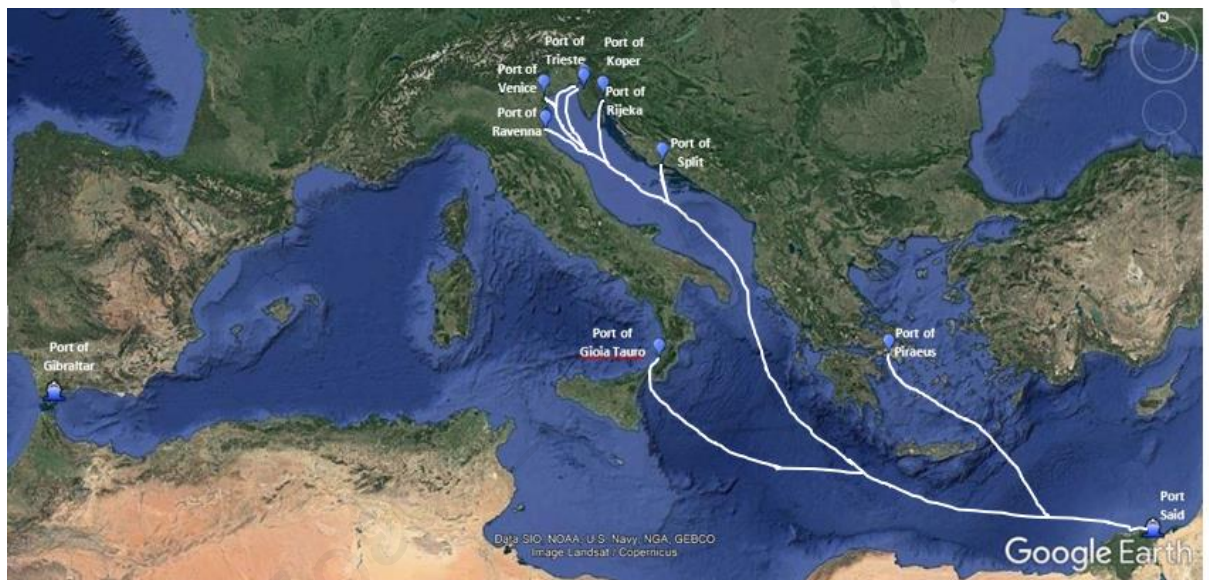 N
Port of
Trieste
Port of
Koper
Port of
Venice
Port of
Rijeka
Port of
Ravenna
Port of
Split
Port of
Gioia Tauro
Port of
Piraeus
Port of
Gibraltar
Port
Said
Data SIO, NOAA, U.S. Navy, NGA, GEBCO
Image Landsat / Copernicus
Google Earth